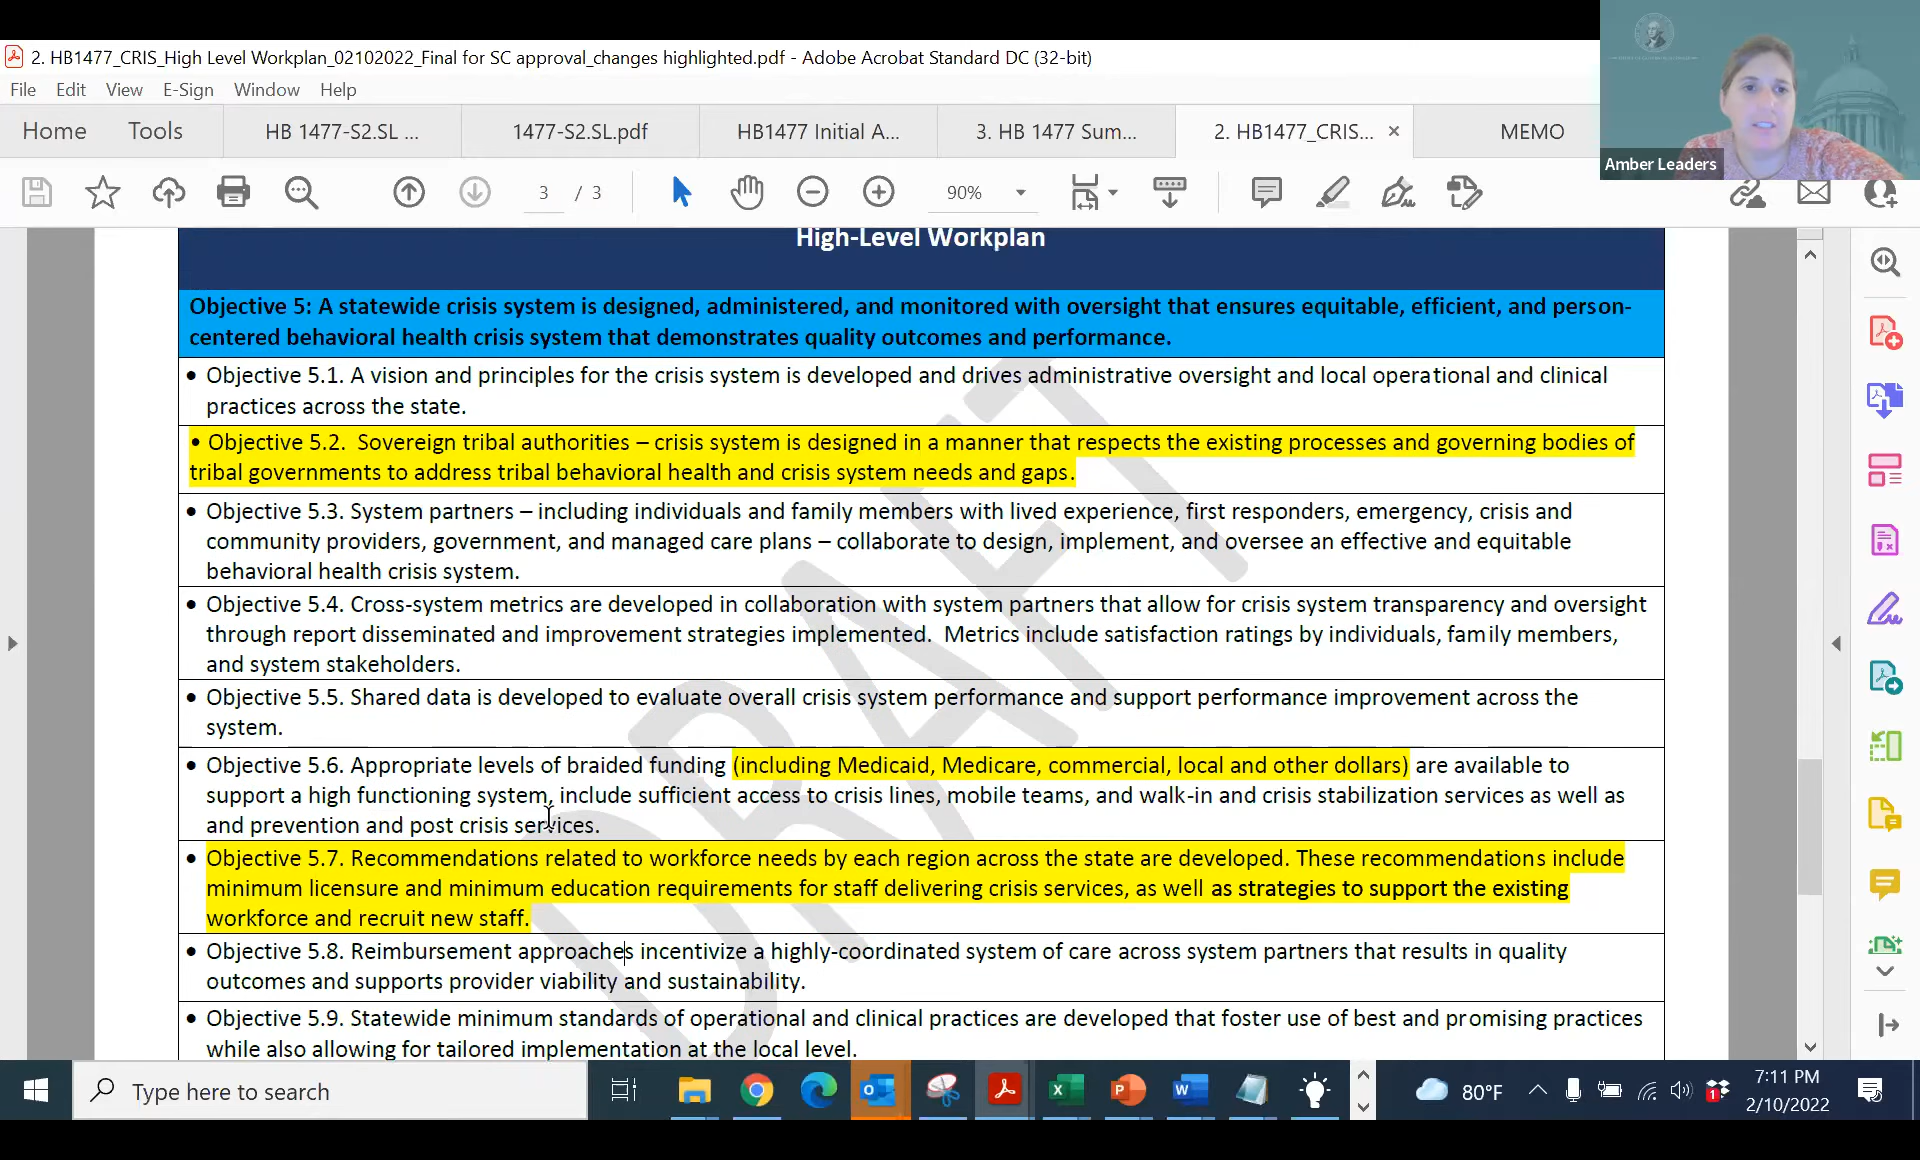 2. HB1477_CRIS_High Level Workplan_02102022_Final for SC approval_changes highlighted.pdf - Adobe Acrobat Standard DC (32-bit)
File Edit View E-Sign Window Help
Home Tools HB 1477-S2.SL ... 1477-S2.SL.pdf HB1477 Initial A... 3. HB 1477 Sum... 2. HB1477_CRIS... × MEMO
Amber Leaders
3 / 3 90%
High-Level Workplan
Objective 5: A statewide crisis system is designed, administered, and monitored with oversight that ensures equitable, efficient, and person-
centered behavioral health crisis system that demonstrates quality outcomes and performance.
• Objective 5.1. A vision and principles for the crisis system is developed and drives administrative oversight and local operational and clinical
practices across the state.
• Objective 5.2.  Sovereign tribal authorities – crisis system is designed in a manner that respects the existing processes and governing bodies of
tribal governments to address tribal behavioral health and crisis system needs and gaps.
• Objective 5.3. System partners – including individuals and family members with lived experience, first responders, emergency, crisis and
community providers, government, and managed care plans – collaborate to design, implement, and oversee an effective and equitable
behavioral health crisis system.
• Objective 5.4. Cross-system metrics are developed in collaboration with system partners that allow for crisis system transparency and oversight
through report disseminated and improvement strategies implemented.  Metrics include satisfaction ratings by individuals, family members,
and system stakeholders.
• Objective 5.5. Shared data is developed to evaluate overall crisis system performance and support performance improvement across the
system.
• Objective 5.6. Appropriate levels of braided funding (including Medicaid, Medicare, commercial, local and other dollars) are available to
support a high functioning system, include sufficient access to crisis lines, mobile teams, and walk-in and crisis stabilization services as well as
and prevention and post crisis services.
• Objective 5.7. Recommendations related to workforce needs by each region across the state are developed. These recommendations include
minimum licensure and minimum education requirements for staff delivering crisis services, as well as strategies to support the existing
workforce and recruit new staff.
• Objective 5.8. Reimbursement approaches incentivize a highly-coordinated system of care across system partners that results in quality
outcomes and supports provider viability and sustainability.
• Objective 5.9. Statewide minimum standards of operational and clinical practices are developed that foster use of best and promising practices
while also allowing for tailored implementation at the local level.
DRAFT
Type here to search
80°F
1
7:11 PM
2/10/2022